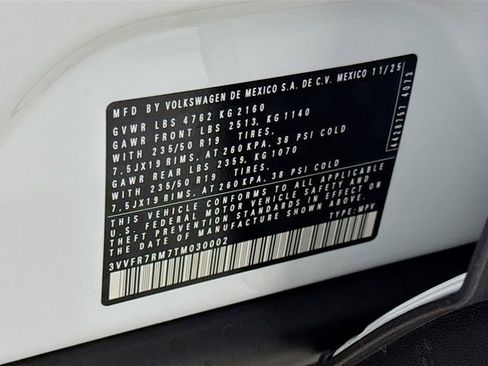 MFD BY VOLKSWAGEN DE MEXICO S.A. DE C.V. MEXICO 11/25
GVWR LBS 4762 KG 2160
GAWR FRONT LBS 2513, KG 1140
WITH 235/50 R19 TIRES.
7.5JX19 RIMS, AT 260 KPA, 38 PSI COLD
GAWR REAR LBS 2359, KG 1070
WITH 235/50 R19 TIRES.
7.5JX19 RIMS, AT 260 KPA, 38 PSI COLD
THIS VEHICLE CONFORMS TO ALL APPLICABLE
U.S. FEDERAL MOTOR VEHICLE SAFETY AND
THEFT PREVENTION STANDARDS IN EFFECT ON
DATE OF MANUFACTURE SHOWN ABOVE.
3VVFR7RM7TM030002 TYPE: MPV